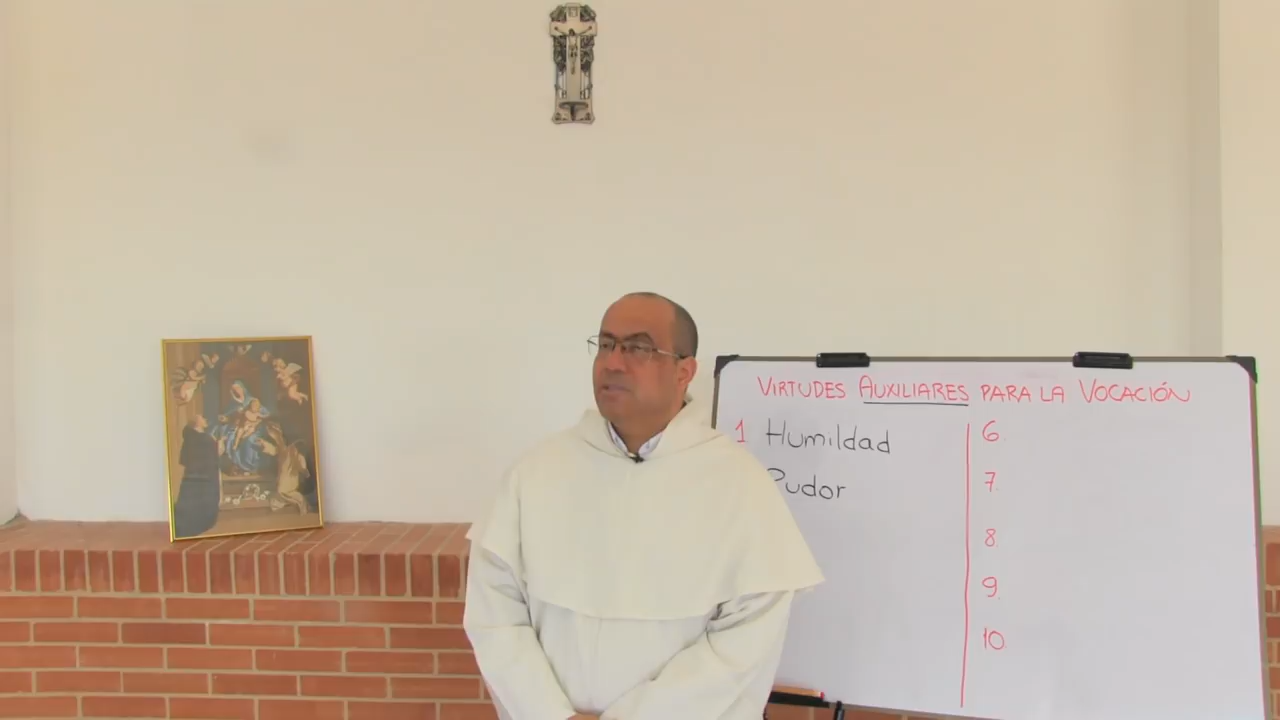 VIRTUDES AUXILIARES PARA LA VOCACIÓN
1 Humildad
Pudor
6.
7.
8.
9.
10.